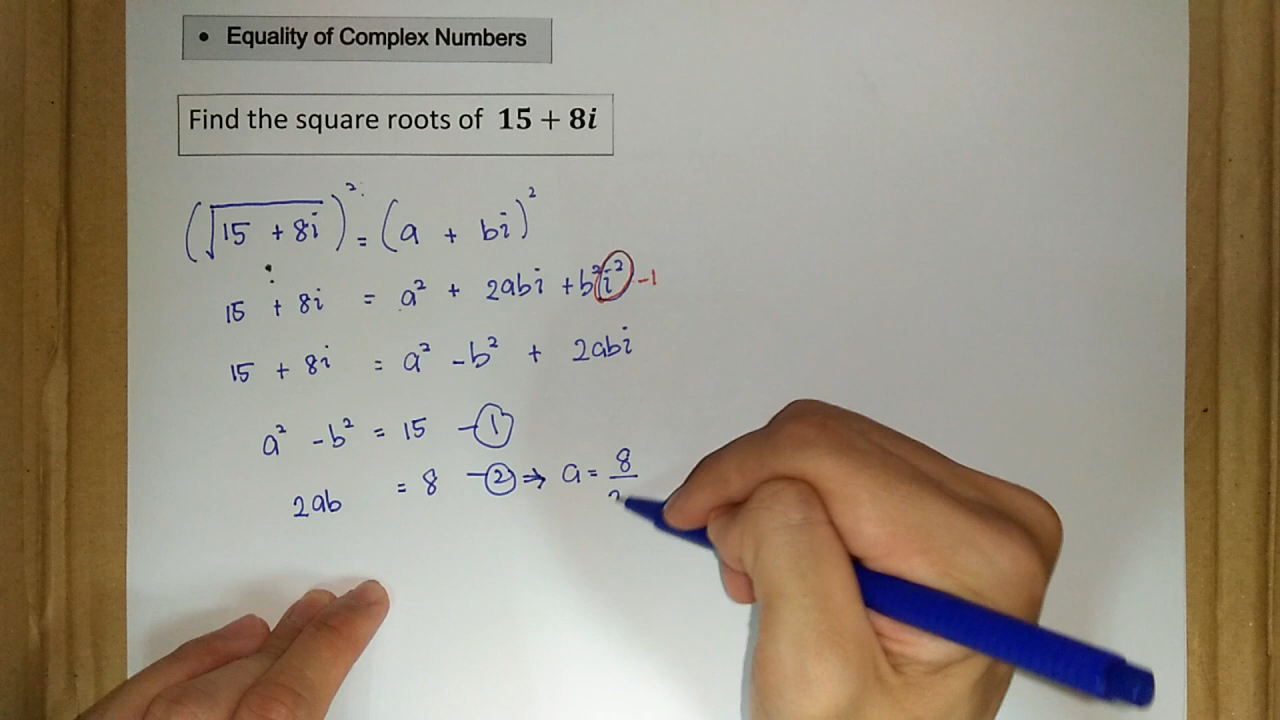 • Equality of Complex Numbers
Find the square roots of 15 + 8i
(√15 + 8i)² = (a + bi)²
15 + 8i = a² + 2abi + b²i² -1
15 + 8i = a² - b² + 2abi
a² - b² = 15 - ①
2ab = 8 - ② ⇒ a = 8/